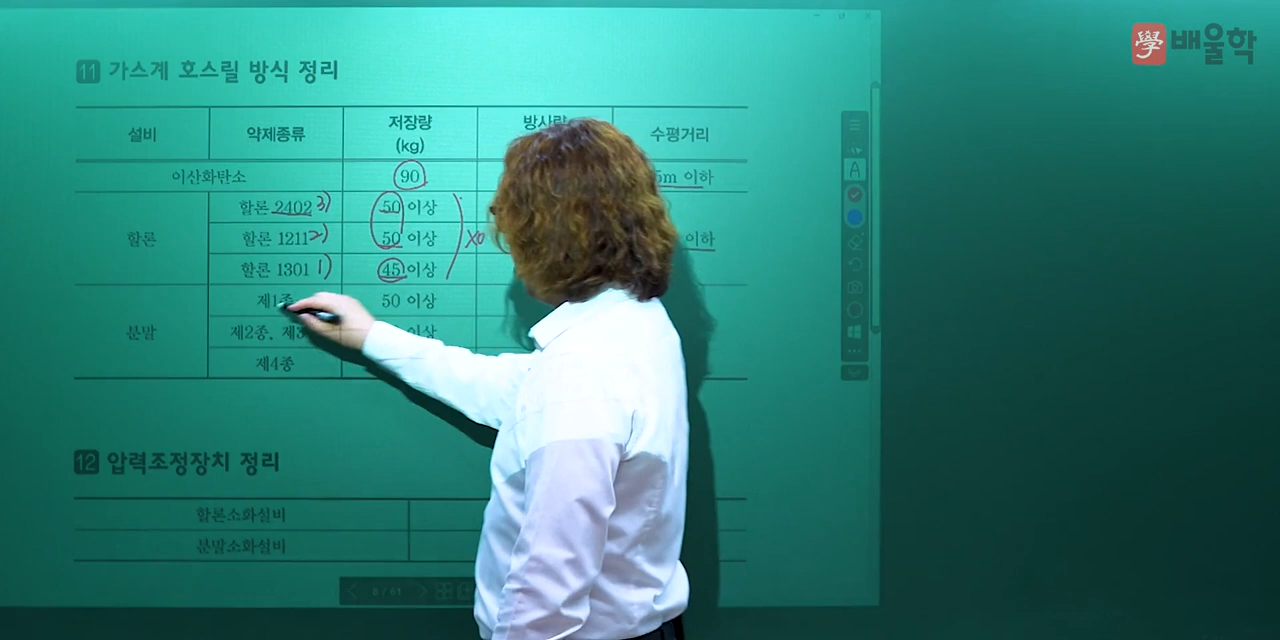 學 배울학
11 가스계 호스릴 방식 정리
설비 약제종류 저장량 (kg) 방사량 수평거리
이산화탄소 90 5m 이하
할론 2402 3) 50 이상
할론 할론 1211 2) 50 이상 이하
할론 1301 1) 45 이상
제1종 50 이상
분말 제2종, 제3 이상
제4종
12 압력조정장치 정리
할론소화설비
분말소화설비
8 / 61